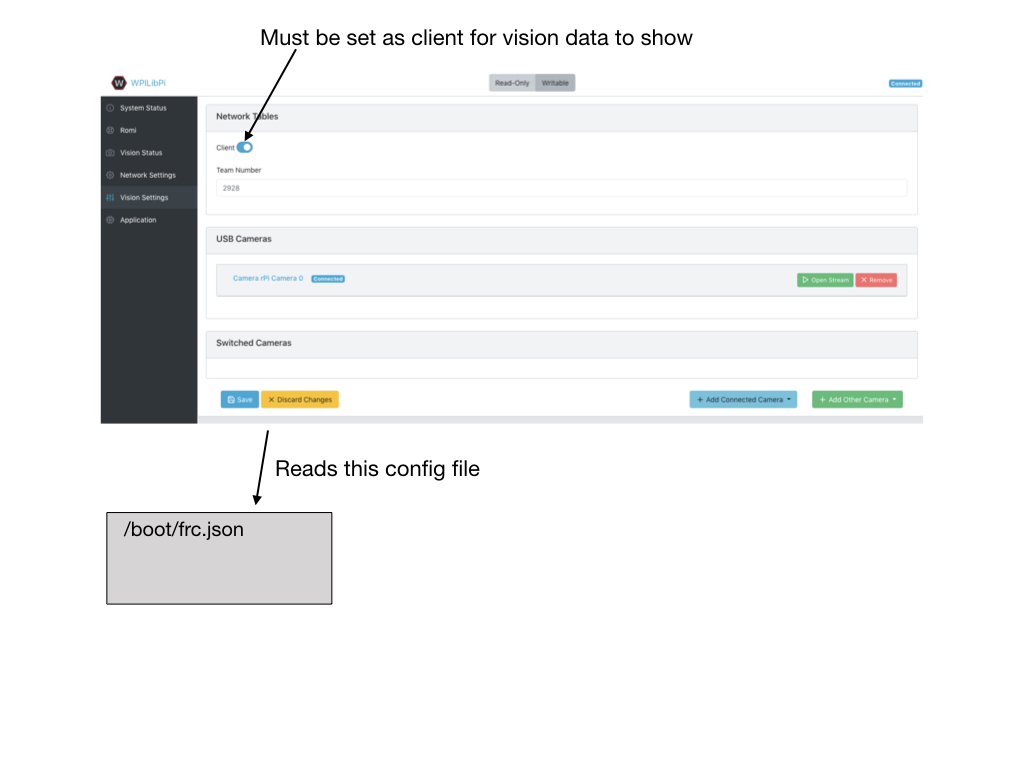 Must be set as client for vision data to show
W WPILibPi
Read-Only Writable
Connected
System Status
Romi
Vision Status
Network Settings
Vision Settings
Application
Network Tables
Client
Team Number
2928
USB Cameras
Camera rPi Camera 0 Connected
Open Stream Remove
Switched Cameras
Save Discard Changes
Add Connected Camera Add Other Camera
Reads this config file
/boot/frc.json